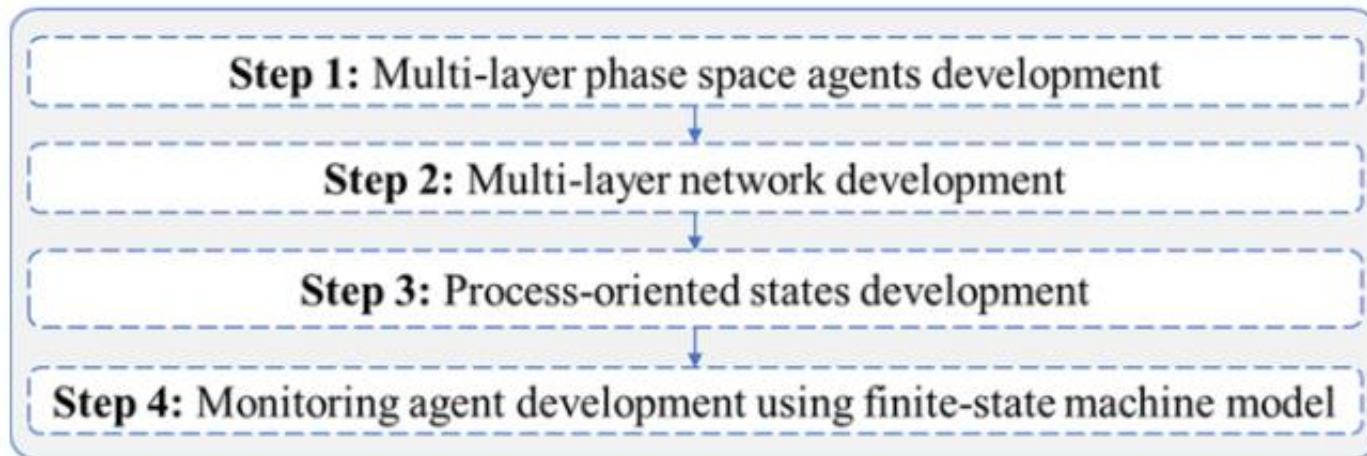 Step 1: Multi-layer phase space agents development
Step 2: Multi-layer network development
Step 3: Process-oriented states development
Step 4: Monitoring agent development using finite-state machine model